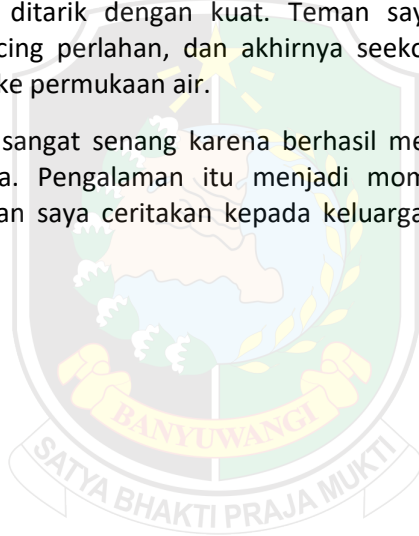 ditarik dengan kuat. Teman say
cing perlahan, dan akhirnya seeko
ke permukaan air.
sangat senang karena berhasil me
a. Pengalaman itu menjadi mom
an saya ceritakan kepada keluarga
BANYUWANGI
SATYA BHAKTI PRAJA MUKTI